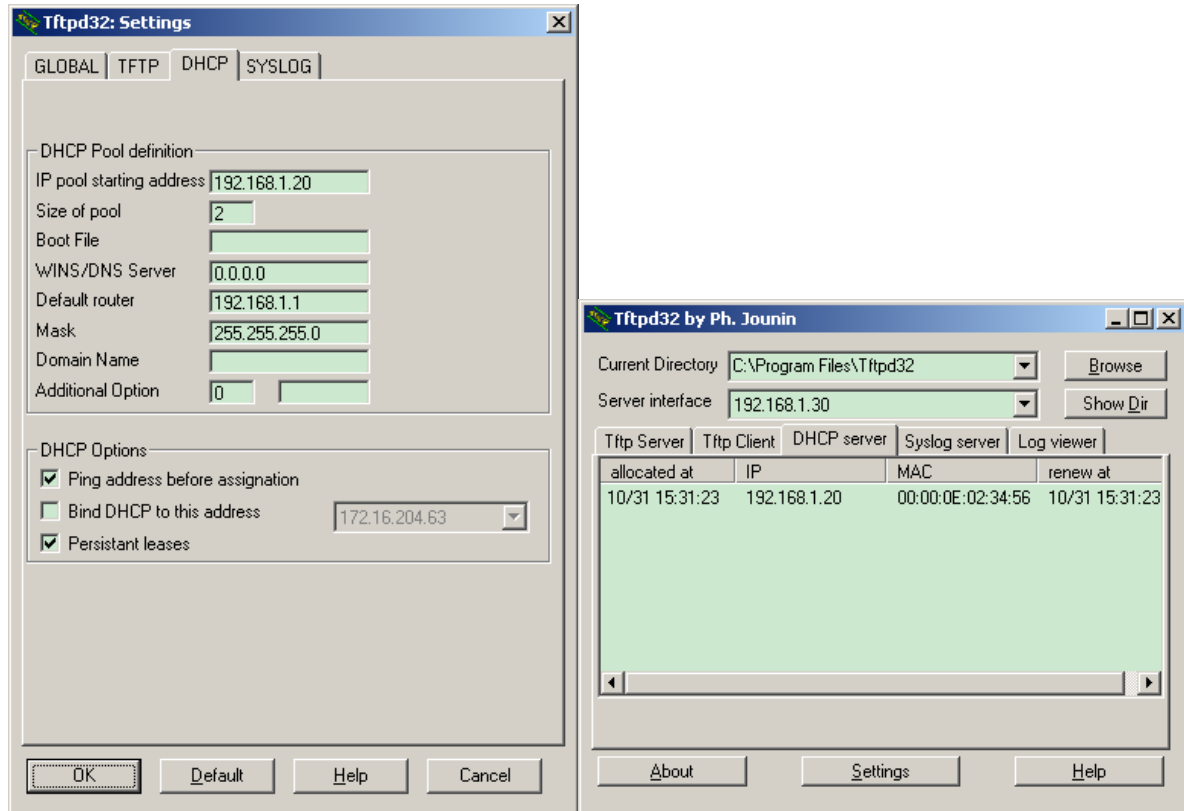 Tftpd32: Settings
GLOBAL TFTP DHCP SYSLOG
DHCP Pool definition
IP pool starting address 192.168.1.20
Size of pool 2
Boot File
WINS/DNS Server 0.0.0.0
Default router 192.168.1.1
Mask 255.255.255.0
Domain Name
Additional Option 0
DHCP Options
Ping address before assignation
Bind DHCP to this address 172.16.204.63
Persistant leases
OK Default Help Cancel
Tftpd32 by Ph. Jounin
Current Directory C:\Program Files\Tftpd32 Browse
Server interface 192.168.1.30 Show Dir
Tftp Server Tftp Client DHCP server Syslog server Log viewer
allocated at IP MAC renew at
10/31 15:31:23 192.168.1.20 00:00:0E:02:34:56 10/31 15:31:23
About Settings Help